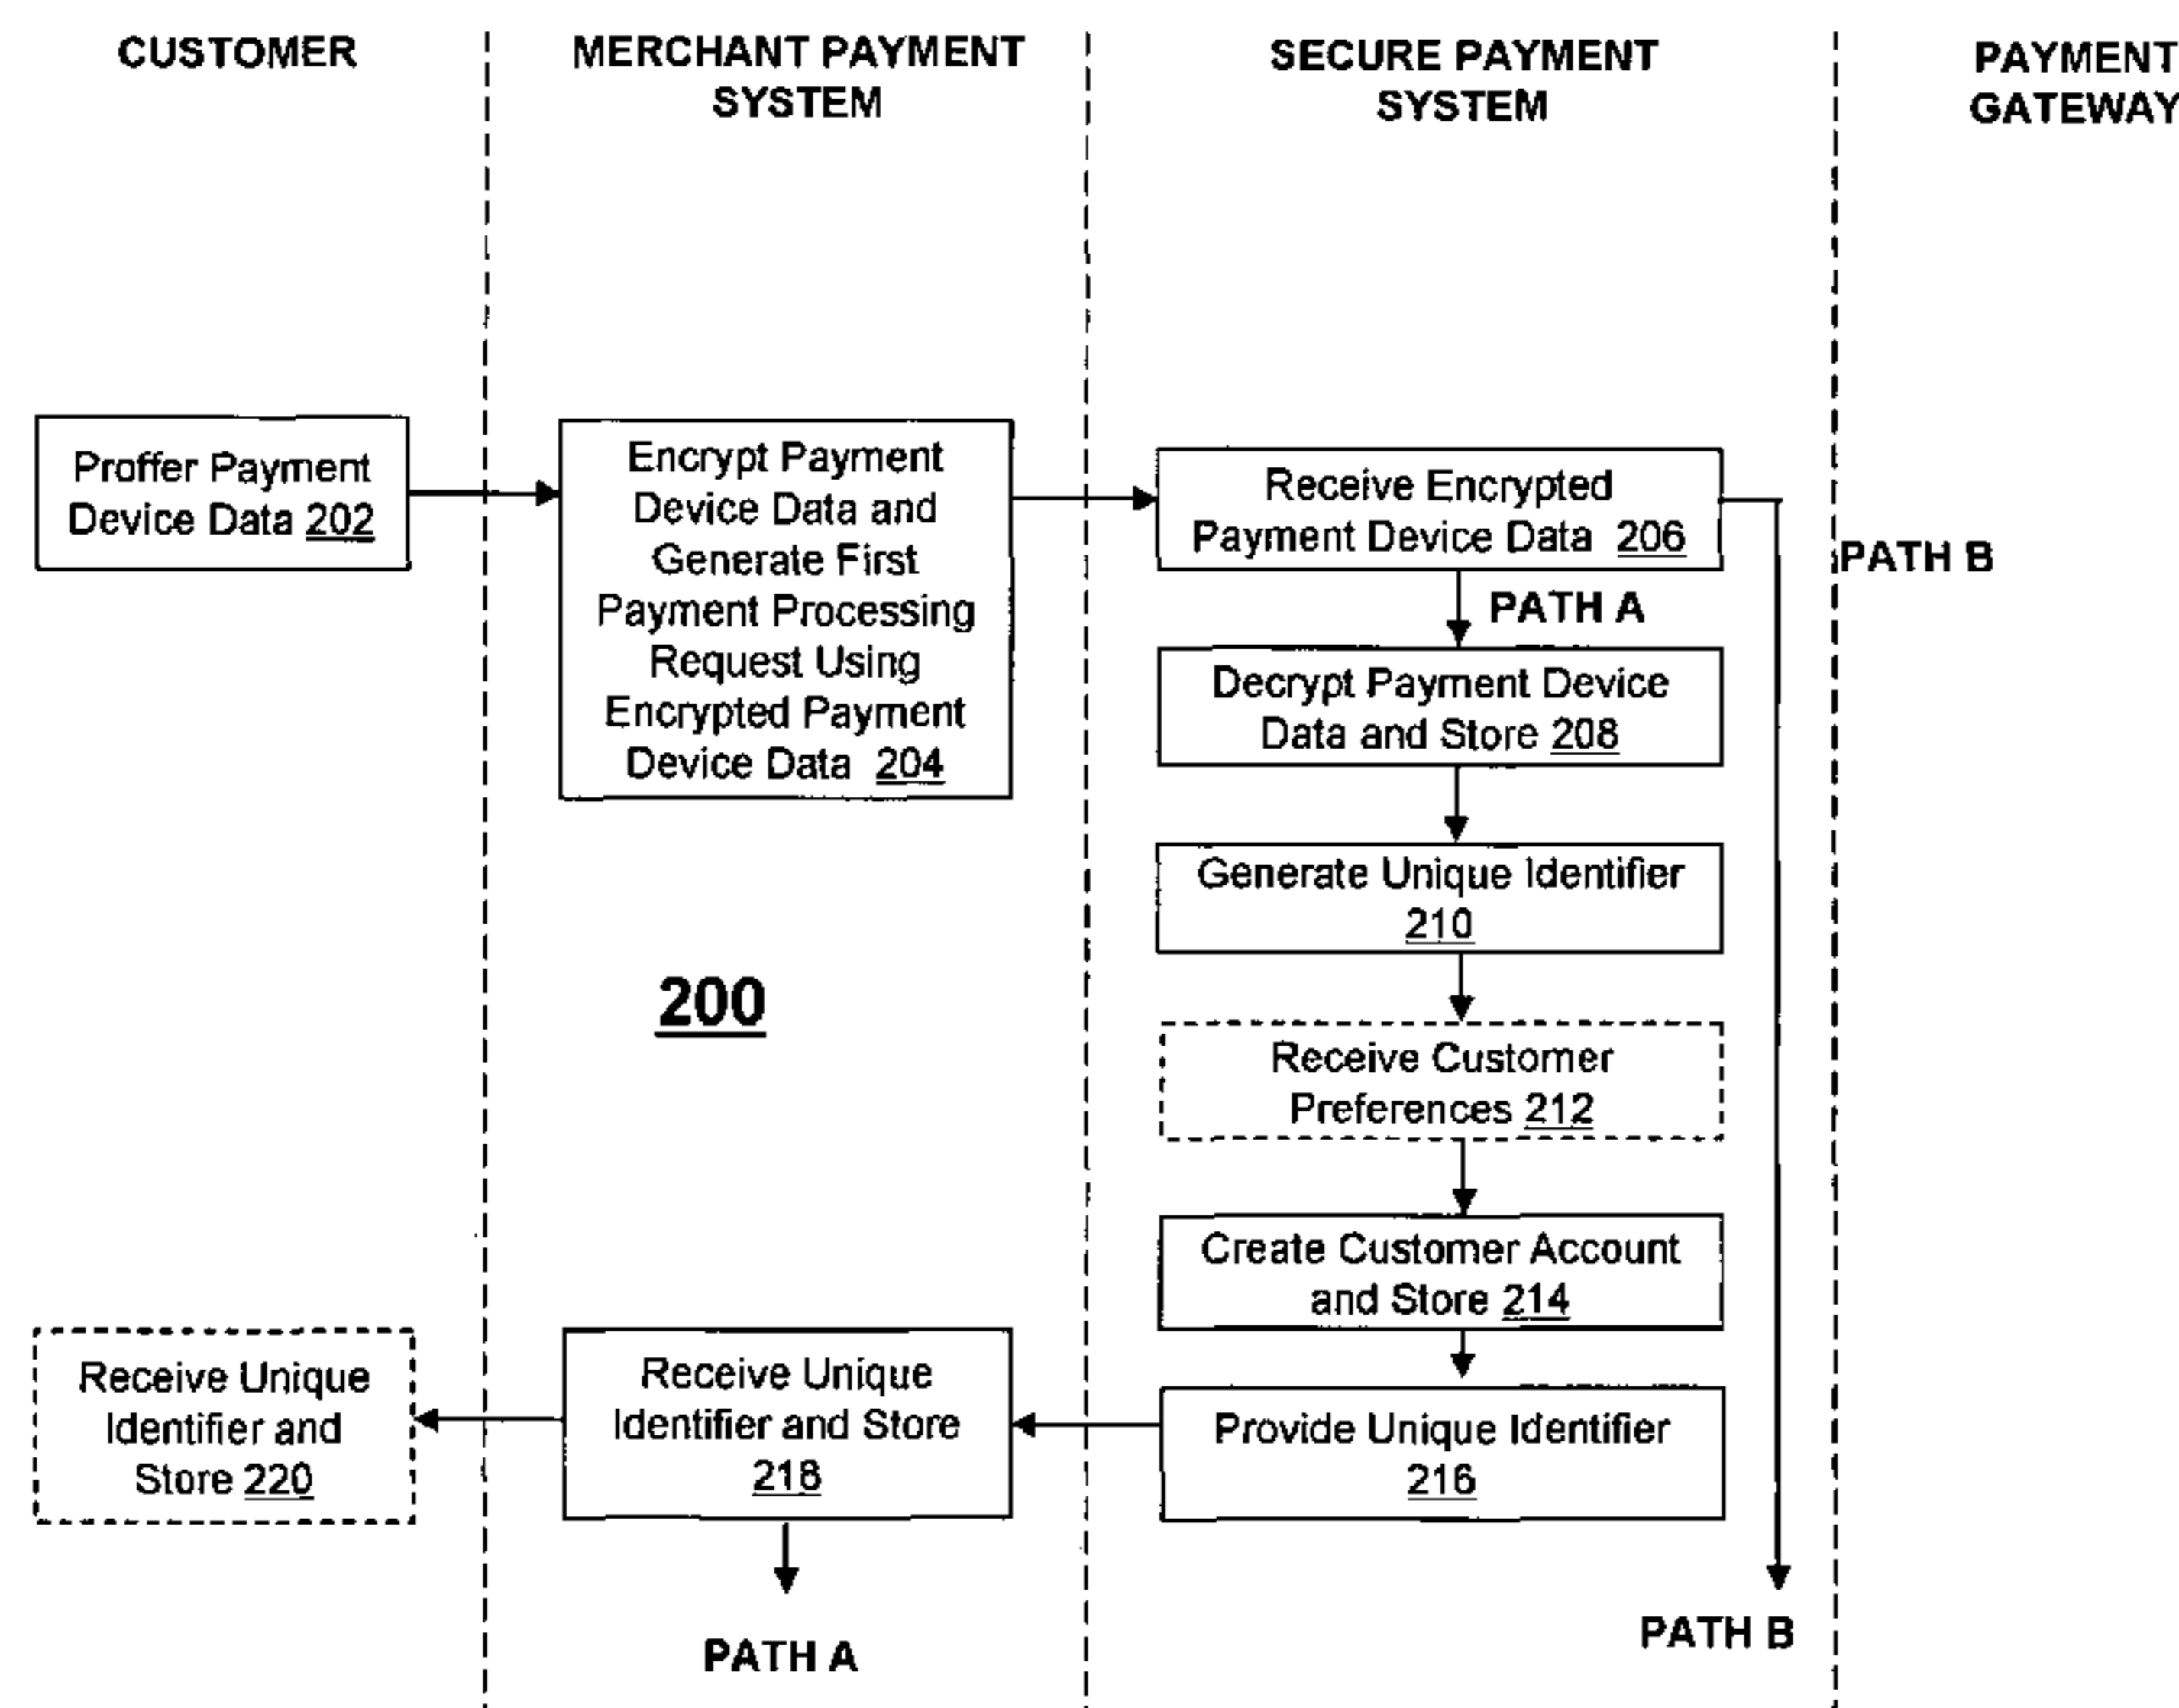 CUSTOMER
MERCHANT PAYMENT
SYSTEM
SECURE PAYMENT
SYSTEM
PAYMENT
GATEWAY
Proffer Payment
Device Data 202
Encrypt Payment
Device Data and
Generate First
Payment Processing
Request Using
Encrypted Payment
Device Data 204
Receive Encrypted
Payment Device Data 206
PATH B
PATH A
Decrypt Payment Device
Data and Store 208
Generate Unique Identifier
210
200
Receive Customer
Preferences 212
Create Customer Account
and Store 214
Receive Unique
Identifier and
Store 220
Receive Unique
Identifier and Store
218
Provide Unique Identifier
216
PATH A
PATH B